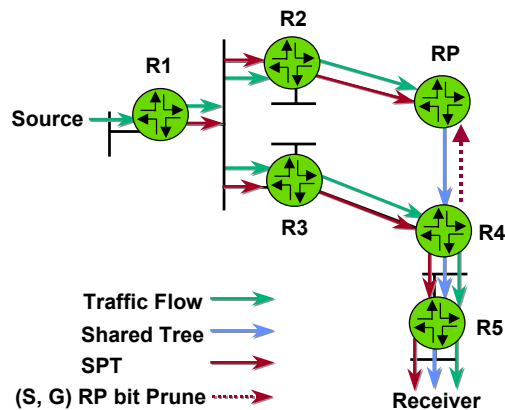 R2
RP
R1
Source
R3
R4
Traffic Flow
Shared Tree
R5
SPT
(S, G) RP bit Prune
Receiver